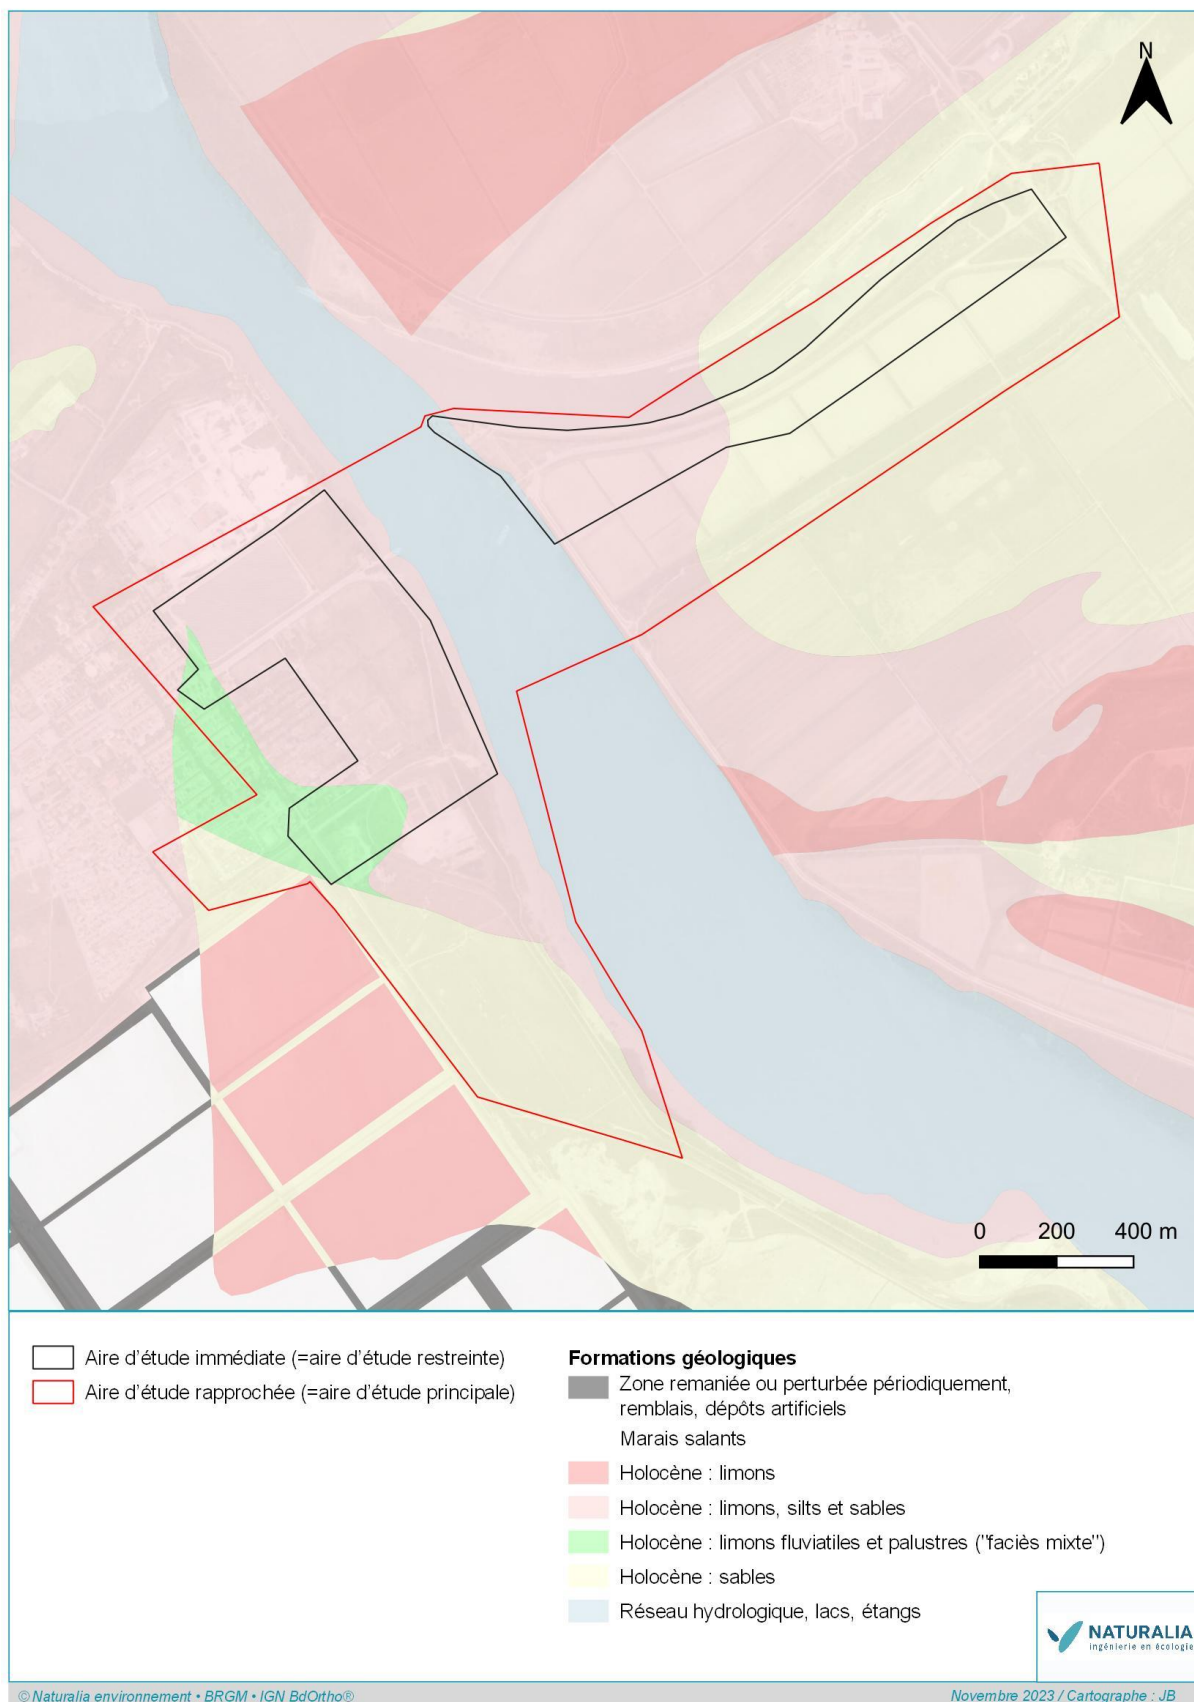 N
0 200 400 m
Aire d'étude immédiate (=aire d'étude restreinte)
Aire d'étude rapprochée (=aire d'étude principale)
Formations géologiques
Zone remaniée ou perturbée périodiquement,
remblais, dépôts artificiels
Marais salants
Holocène : limons
Holocène : limons, silts et sables
Holocène : limons fluviatiles et palustres ("faciès mixte")
Holocène : sables
Réseau hydrologique, lacs, étangs
NATURALIA
ingénierie en écologie
© Naturalia environnement • BRGM • IGN BdOrtho®
Novembre 2023 / Cartographe : JB